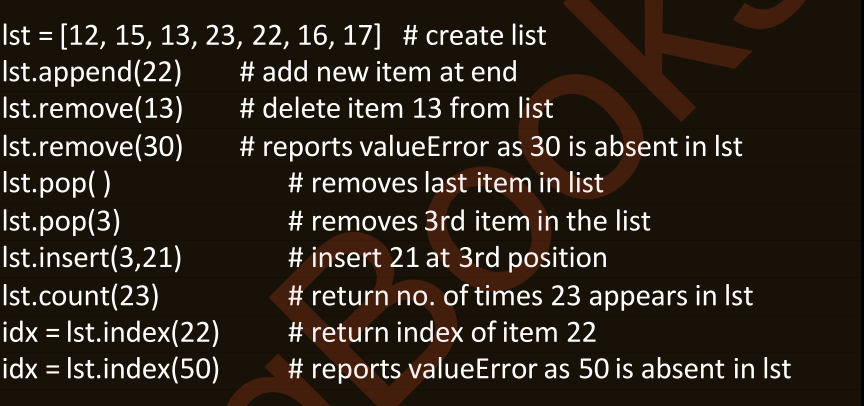 lst = [12, 15, 13, 23, 22, 16, 17] # create list
lst.append(22) # add new item at end
lst.remove(13) # delete item 13 from list
lst.remove(30) # reports valueError as 30 is absent in lst
lst.pop( ) # removes last item in list
lst.pop(3) # removes 3rd item in the list
lst.insert(3,21) # insert 21 at 3rd position
lst.count(23) # return no. of times 23 appears in lst
idx = lst.index(22) # return index of item 22
idx = lst.index(50) # reports valueError as 50 is absent in lst